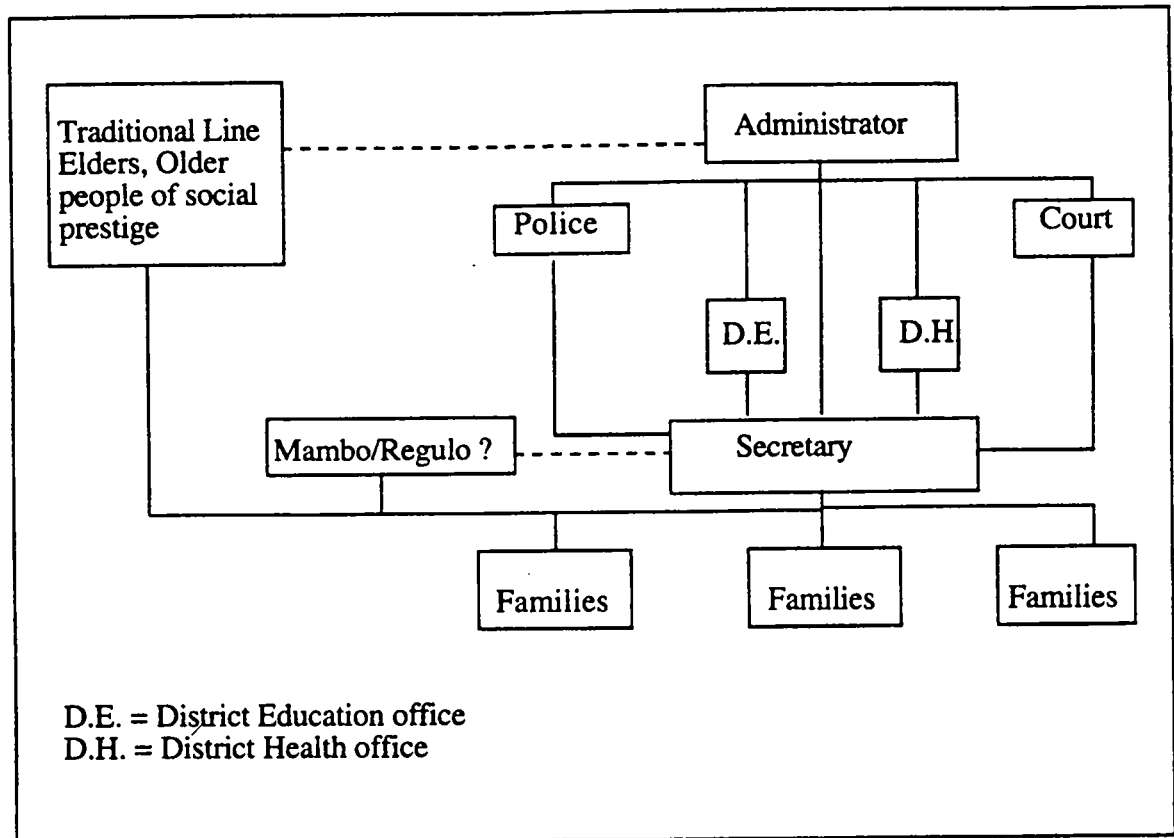 Traditional Line
Elders, Older
people of social
prestige
Administrator
Police
Court
D.E.
D.H
Mambo/Regulo ?
Secretary
Families
Families
Families
D.E. = District Education office
D.H. = District Health office